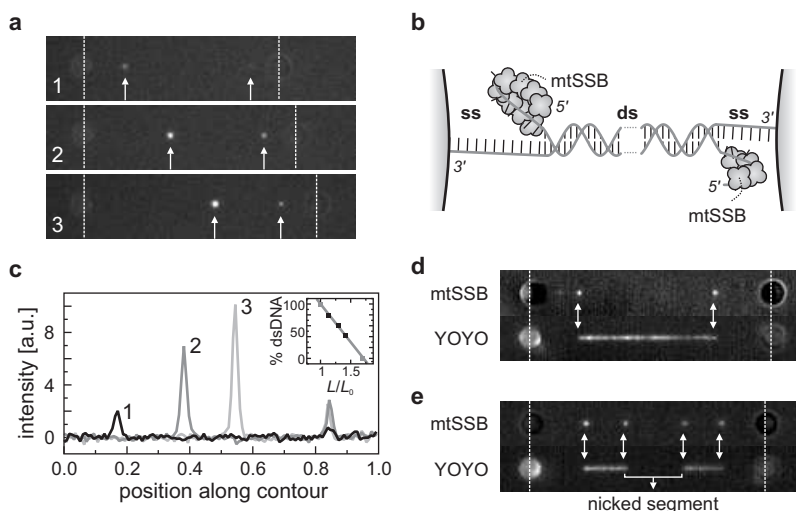 a
1
2
3
b
mtSSB
5'
ss
ds
ss
3'
3'
5'
mtSSB
c
intensity [a.u.]
8
4
0
1
2
3
% dsDNA
100
50
0
1
1.5
L/L0
0.0
0.2
0.4
0.6
0.8
1.0
position along contour
d
mtSSB
YOYO
e
mtSSB
YOYO
nicked segment